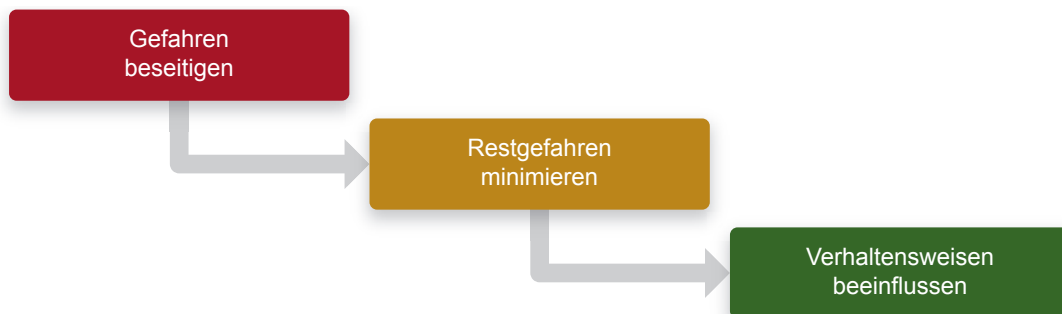 Gefahren
beseitigen
Restgefahren
minimieren
Verhaltensweisen
beeinflussen